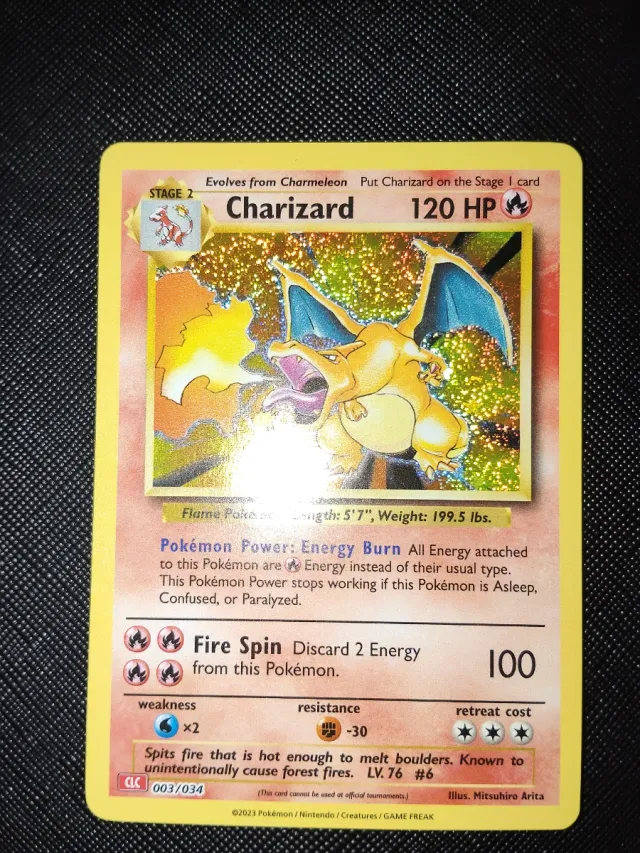 Evolves from Charmeleon Put Charizard on the Stage 1 card
STAGE 2
Charizard 120 HP
Flame ength: 5'7", Weight: 199.5 lbs.
Pokémon Power: Energy Burn All Energy attached
to this Pokémon are Energy instead of their usual type.
This Pokémon Power stops working if this Pokémon is Asleep,
Confused, or Paralyzed.
Fire Spin Discard 2 Energy
from this Pokémon.
100
weakness resistance retreat cost
×2 -30
Spits fire that is hot enough to melt boulders. Known to
unintentionally cause forest fires. LV. 76 #6
CLC 003/034 (This card cannot be used at official tournaments.) Illus. Mitsuhiro Arita
©2023 Pokémon / Nintendo / Creatures / GAME FREAK